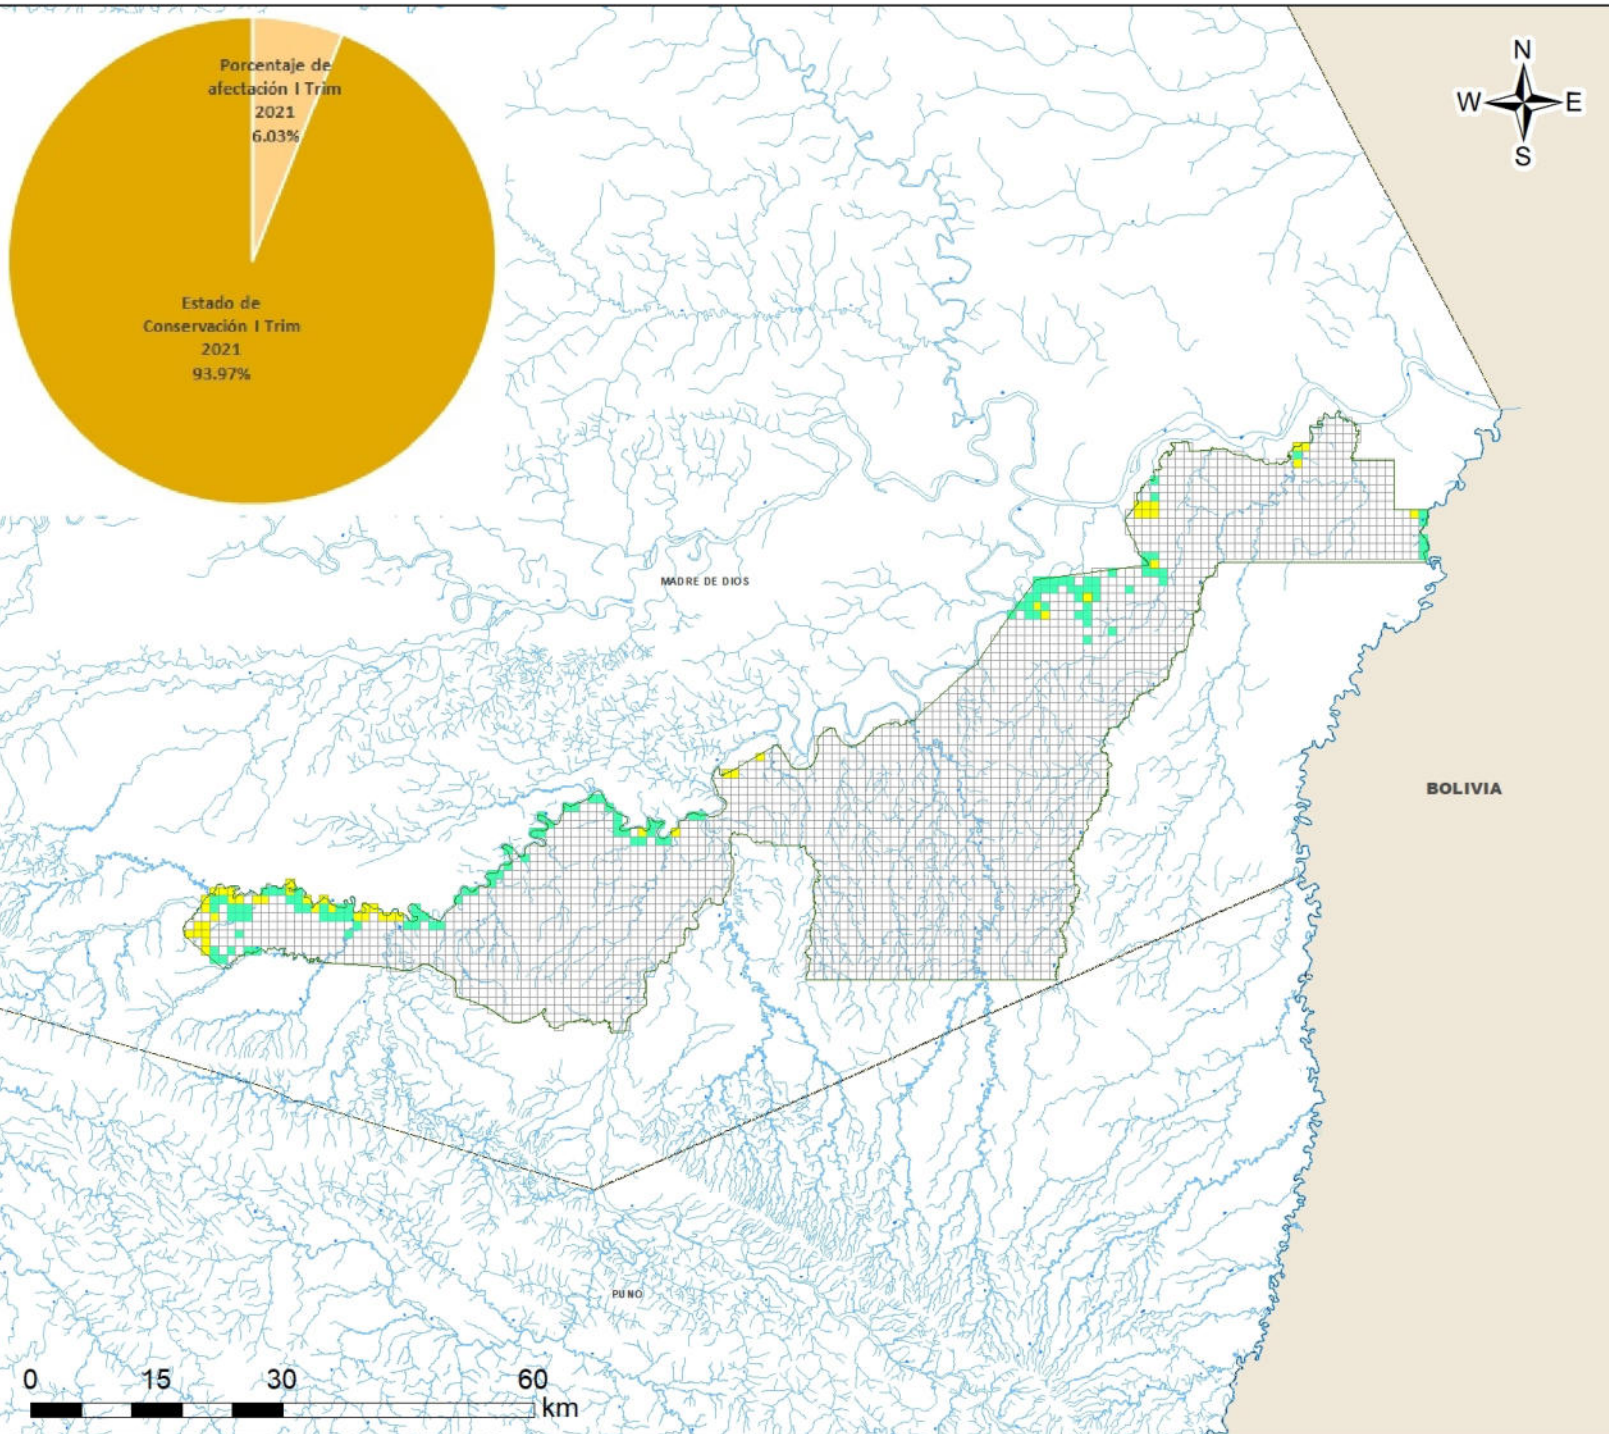 Porcentaje de
afectación I Trim
2021
6.03%
Estado de
Conservación I Trim
2021
93.97%
N
W E
S
MADRE DE DIOS
BOLIVIA
PUNO
0 15 30 60
km